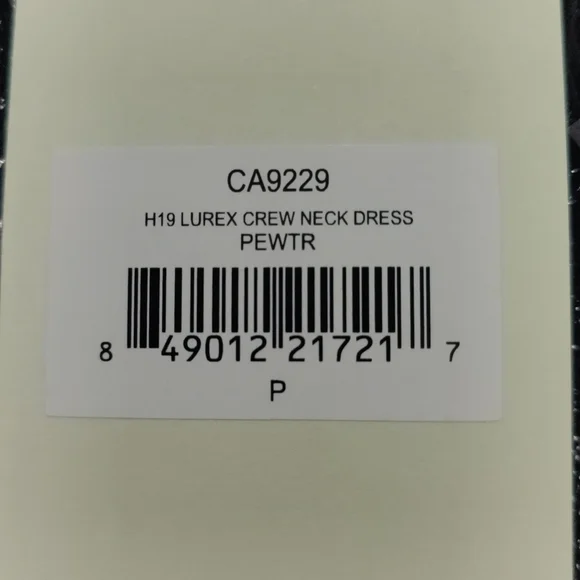 CA9229
H19 LUREX CREW NECK DRESS
PEWTR
8 49012 21721 7
P